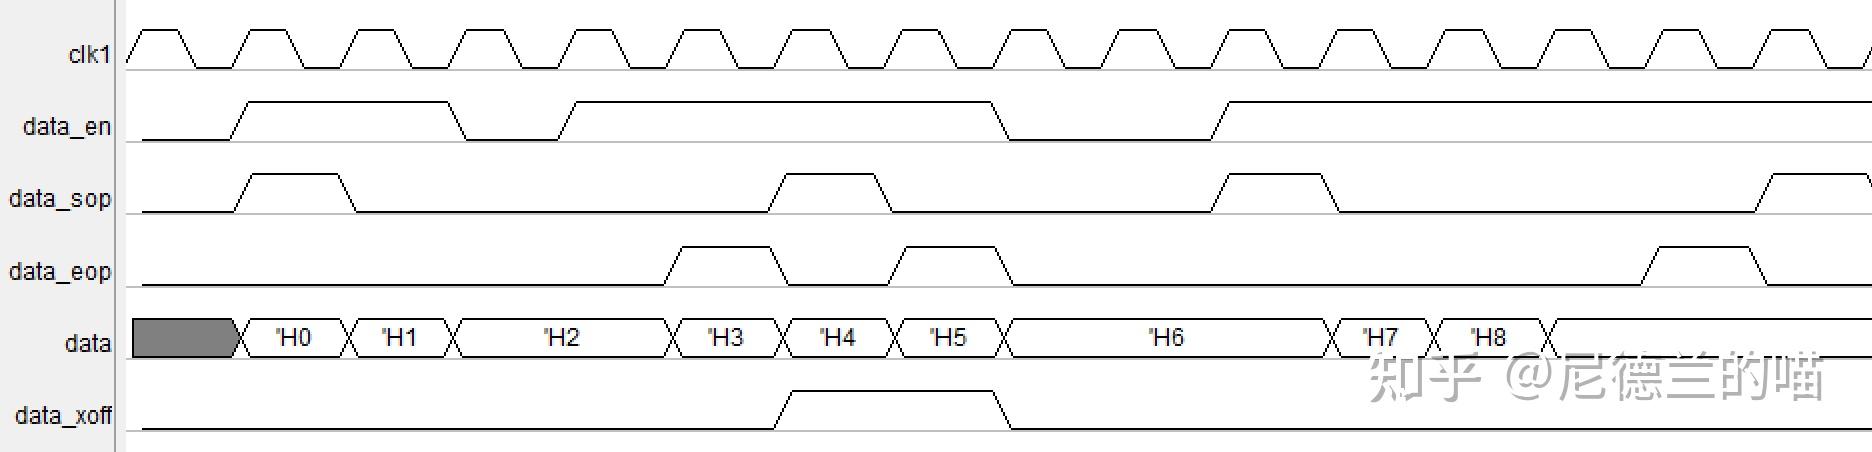 clk1
data_en
data_sop
data_eop
data "H0 "H1 "H2 "H3 "H4 "H5 "H6 "H7 "H8
data_xoff
知乎 @尼德兰的喵